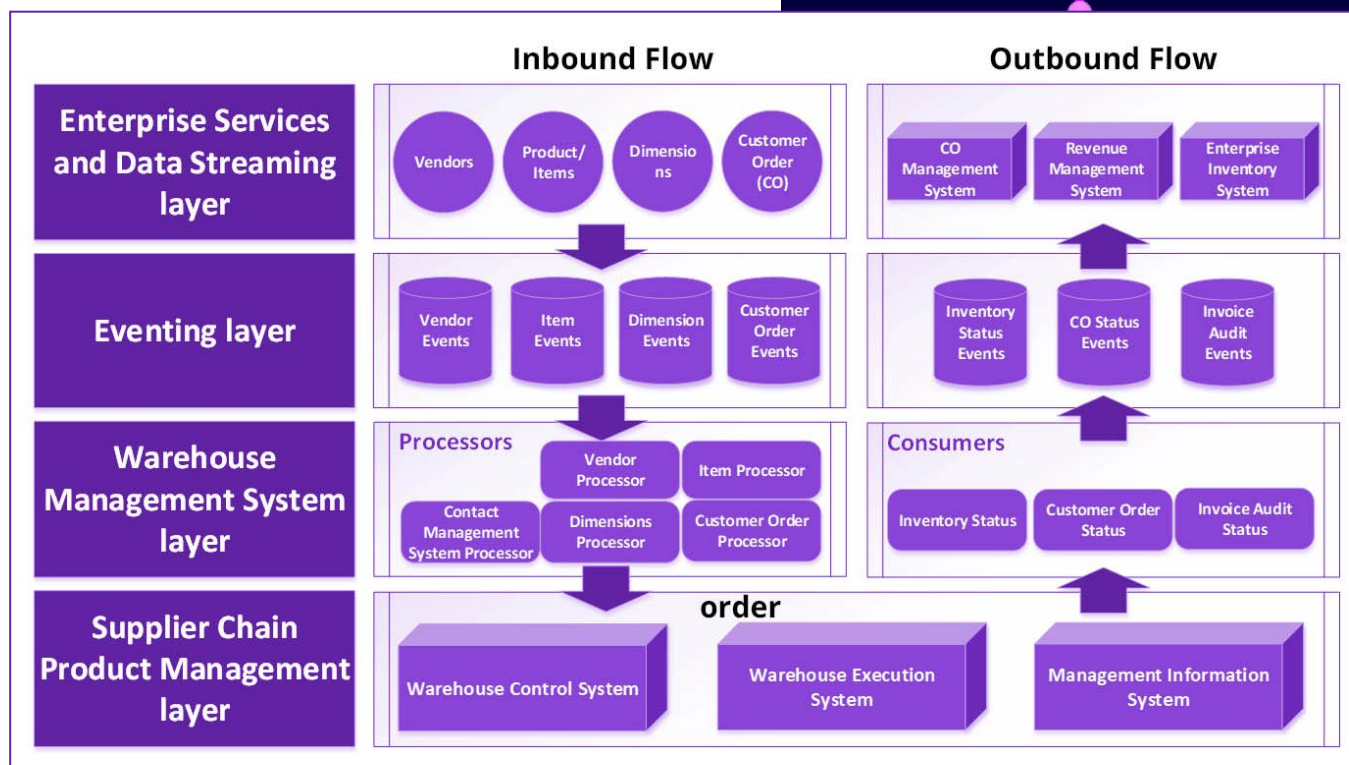 Inbound Flow
Outbound Flow
Enterprise Services
and Data Streaming
layer
Vendors
Product/
Items
Dimensio
ns
Customer
Order
(CO)
CO
Management
System
Revenue
Management
System
Enterprise
Inventory
System
Eventing layer
Vendor
Events
Item
Events
Dimension
Events
Customer
Order
Events
Inventory
Status
Events
CO Status
Events
Invoice
Audit
Events
Warehouse
Management System
layer
Processors
Vendor
Processor
Item Processor
Contact
Management
System Processor
Dimensions
Processor
Customer Order
Processor
Consumers
Inventory Status
Customer Order
Status
Invoice Audit
Status
Supplier Chain
Product Management
layer
order
Warehouse Control System
Warehouse Execution
System
Management Information
System